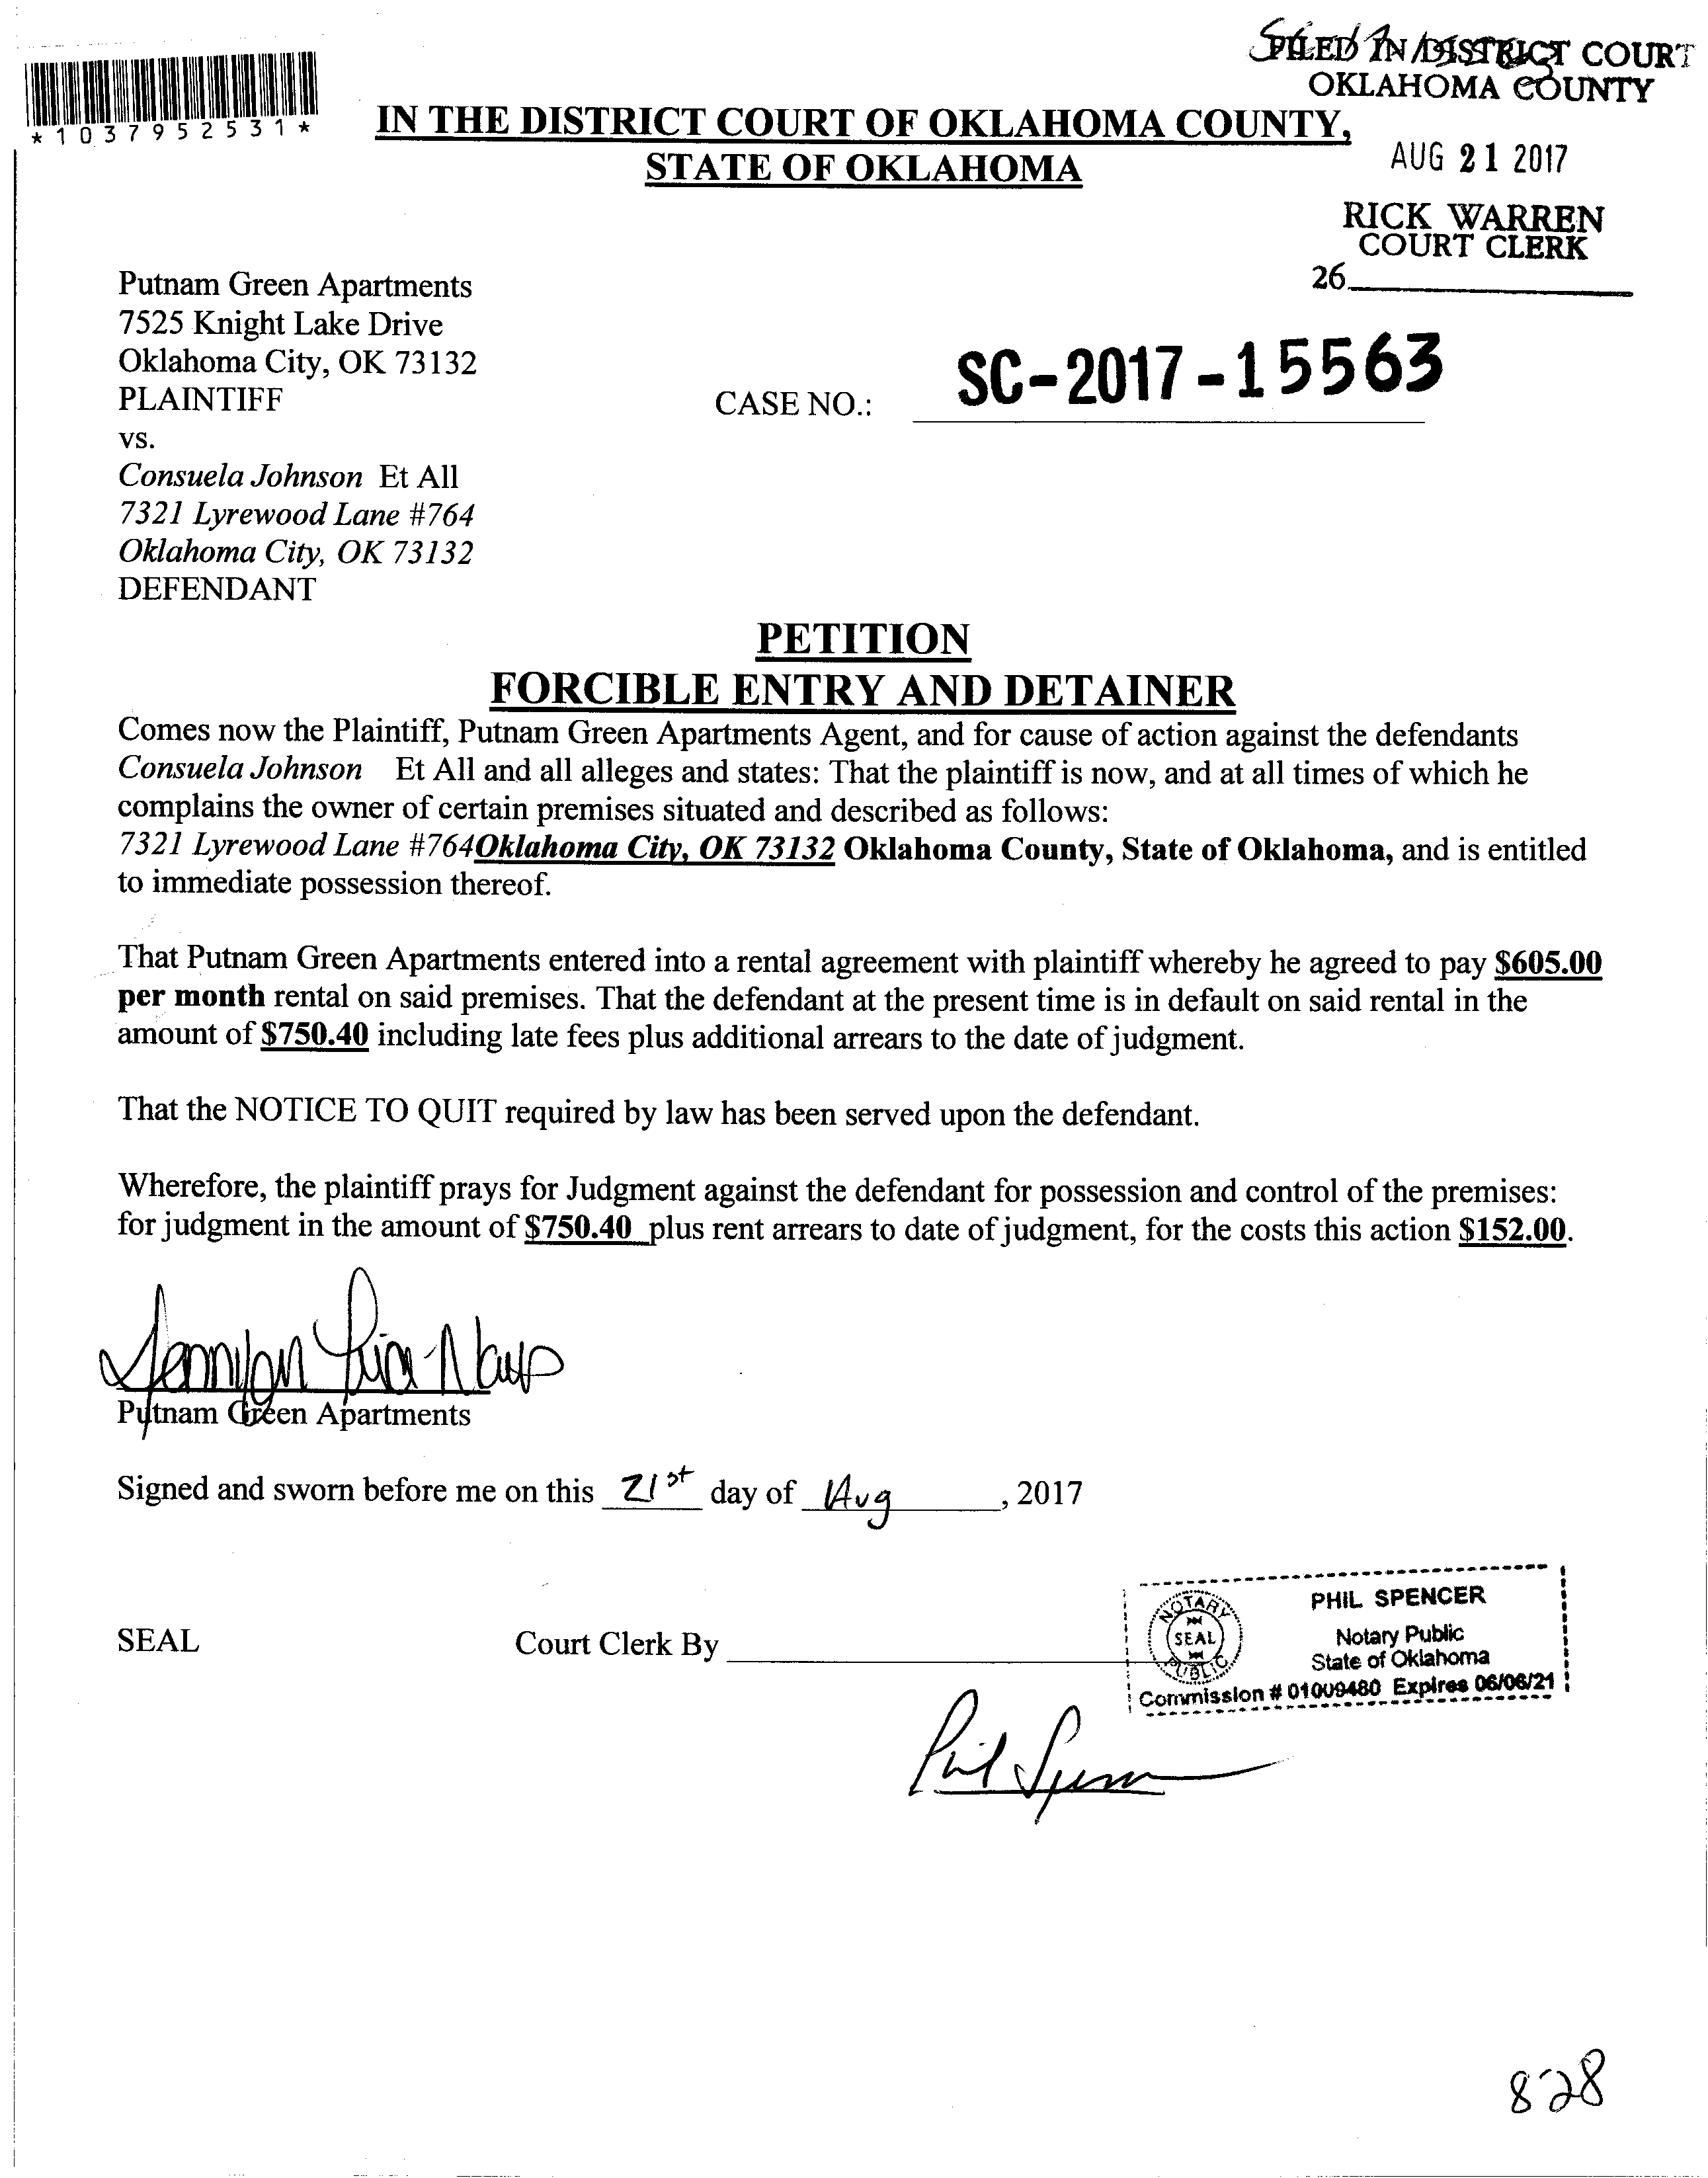 FILED IN DISTRICT COURT
OKLAHOMA COUNTY
*1037952531*
IN THE DISTRICT COURT OF OKLAHOMA COUNTY,
STATE OF OKLAHOMA
AUG 21 2017
RICK WARREN
COURT CLERK
26
Putnam Green Apartments
7525 Knight Lake Drive
Oklahoma City, OK 73132
PLAINTIFF
CASE NO.: SC-2017-15563
vs.
Consuela Johnson Et All
7321 Lyrewood Lane #764
Oklahoma City, OK 73132
DEFENDANT
PETITION
FORCIBLE ENTRY AND DETAINER
Comes now the Plaintiff, Putnam Green Apartments Agent, and for cause of action against the defendants
Consuela Johnson Et All and all alleges and states: That the plaintiff is now, and at all times of which he
complains the owner of certain premises situated and described as follows:
7321 Lyrewood Lane #764Oklahoma City, OK 73132 Oklahoma County, State of Oklahoma, and is entitled
to immediate possession thereof.
That Putnam Green Apartments entered into a rental agreement with plaintiff whereby he agreed to pay $605.00
per month rental on said premises. That the defendant at the present time is in default on said rental in the
amount of $750.40 including late fees plus additional arrears to the date of judgment.
That the NOTICE TO QUIT required by law has been served upon the defendant.
Wherefore, the plaintiff prays for Judgment against the defendant for possession and control of the premises:
for judgment in the amount of $750.40 plus rent arrears to date of judgment, for the costs this action $152.00.
Putnam Green Apartments
Signed and sworn before me on this 21st day of Aug, 2017
PHIL SPENCER
Notary Public
State of Oklahoma
Commission # 01009480 Expires 06/06/21
NOTARY PUBLIC
SEAL
SEAL Court Clerk By
828